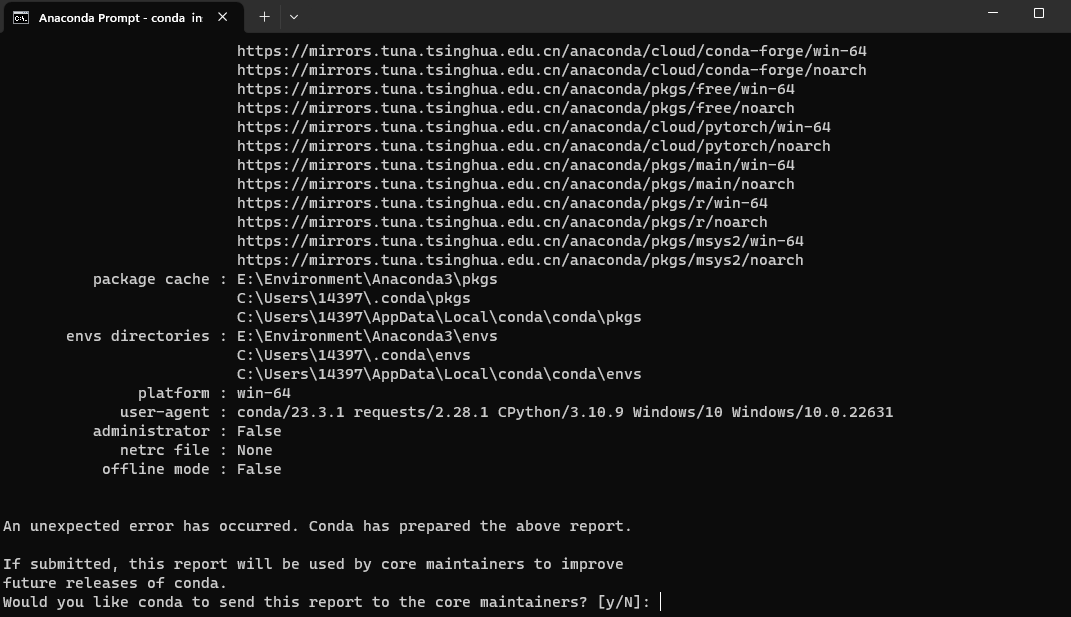 Anaconda Prompt - conda in
https://mirrors.tuna.tsinghua.edu.cn/anaconda/cloud/conda-forge/win-64
https://mirrors.tuna.tsinghua.edu.cn/anaconda/cloud/conda-forge/noarch
https://mirrors.tuna.tsinghua.edu.cn/anaconda/pkgs/free/win-64
https://mirrors.tuna.tsinghua.edu.cn/anaconda/pkgs/free/noarch
https://mirrors.tuna.tsinghua.edu.cn/anaconda/cloud/pytorch/win-64
https://mirrors.tuna.tsinghua.edu.cn/anaconda/cloud/pytorch/noarch
https://mirrors.tuna.tsinghua.edu.cn/anaconda/pkgs/main/win-64
https://mirrors.tuna.tsinghua.edu.cn/anaconda/pkgs/main/noarch
https://mirrors.tuna.tsinghua.edu.cn/anaconda/pkgs/r/win-64
https://mirrors.tuna.tsinghua.edu.cn/anaconda/pkgs/r/noarch
https://mirrors.tuna.tsinghua.edu.cn/anaconda/pkgs/msys2/win-64
https://mirrors.tuna.tsinghua.edu.cn/anaconda/pkgs/msys2/noarch
package cache : E:\Environment\Anaconda3\pkgs
C:\Users\14397\.conda\pkgs
C:\Users\14397\AppData\Local\conda\conda\pkgs
envs directories : E:\Environment\Anaconda3\envs
C:\Users\14397\.conda\envs
C:\Users\14397\AppData\Local\conda\conda\envs
platform : win-64
user-agent : conda/23.3.1 requests/2.28.1 CPython/3.10.9 Windows/10 Windows/10.0.22631
administrator : False
netrc file : None
offline mode : False
An unexpected error has occurred. Conda has prepared the above report.
If submitted, this report will be used by core maintainers to improve
future releases of conda.
Would you like conda to send this report to the core maintainers? [y/N]: